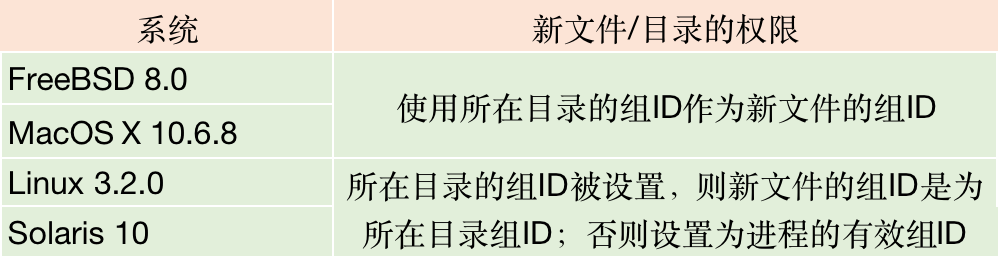 系统
新文件/目录的权限
FreeBSD 8.0
MacOS X 10.6.8
使用所在目录的组ID作为新文件的组ID
Linux 3.2.0
Solaris 10
所在目录的组ID被设置，则新文件的组ID是为
所在目录组ID；否则设置为进程的有效组ID